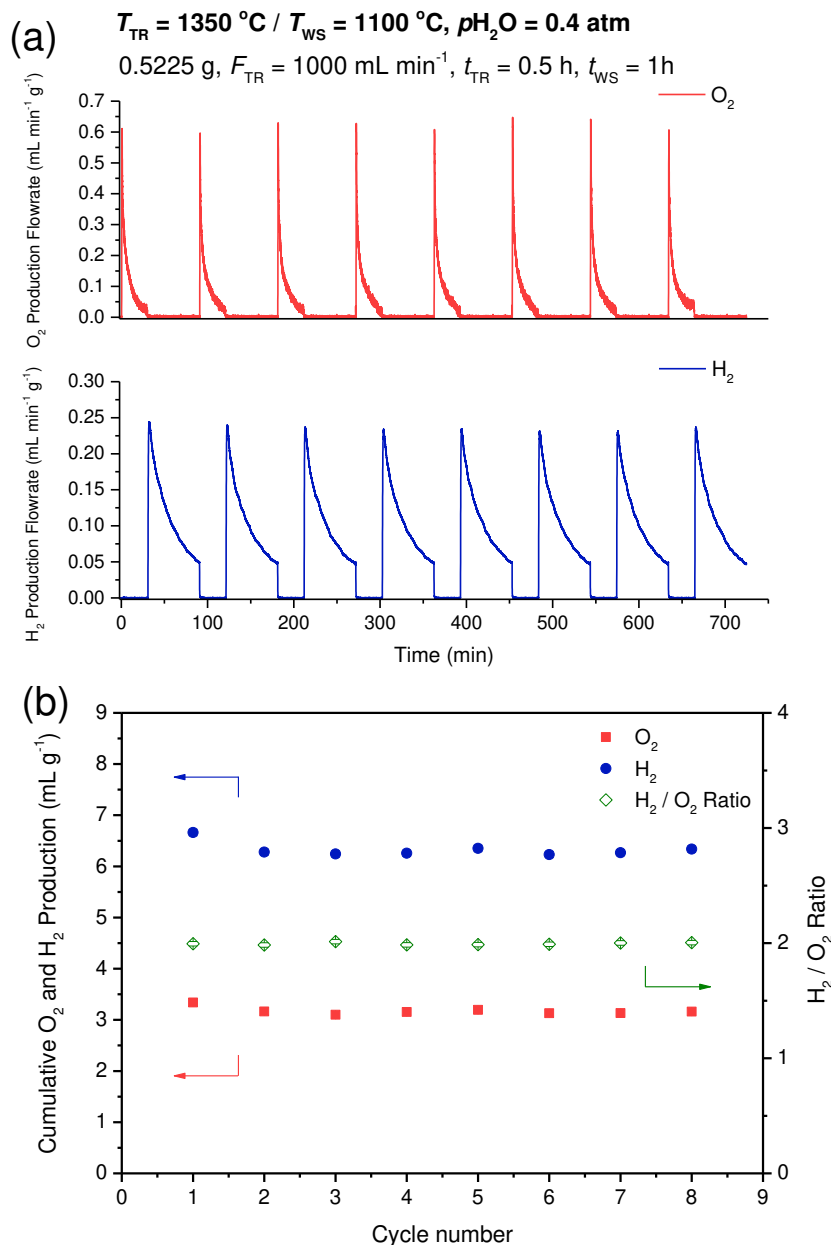 (a)
T_TR = 1350 °C / T_WS = 1100 °C, pH₂O = 0.4 atm
0.5225 g, F_TR = 1000 mL min⁻¹, t_TR = 0.5 h, t_WS = 1h
O₂
O₂ Production Flowrate (mL min⁻¹ g⁻¹)
0.7
0.6
0.5
0.4
0.3
0.2
0.1
0.0
H₂
H₂ Production Flowrate (mL min⁻¹ g⁻¹)
0.30
0.25
0.20
0.15
0.10
0.05
0.00
0 100 200 300 400 500 600 700
Time (min)
(b)
Cumulative O₂ and H₂ Production (mL g⁻¹)
9
8
7
6
5
4
3
2
1
0
O₂
H₂
H₂ / O₂ Ratio
4
3
2
1
0
H₂ / O₂ Ratio
0 1 2 3 4 5 6 7 8 9
Cycle number